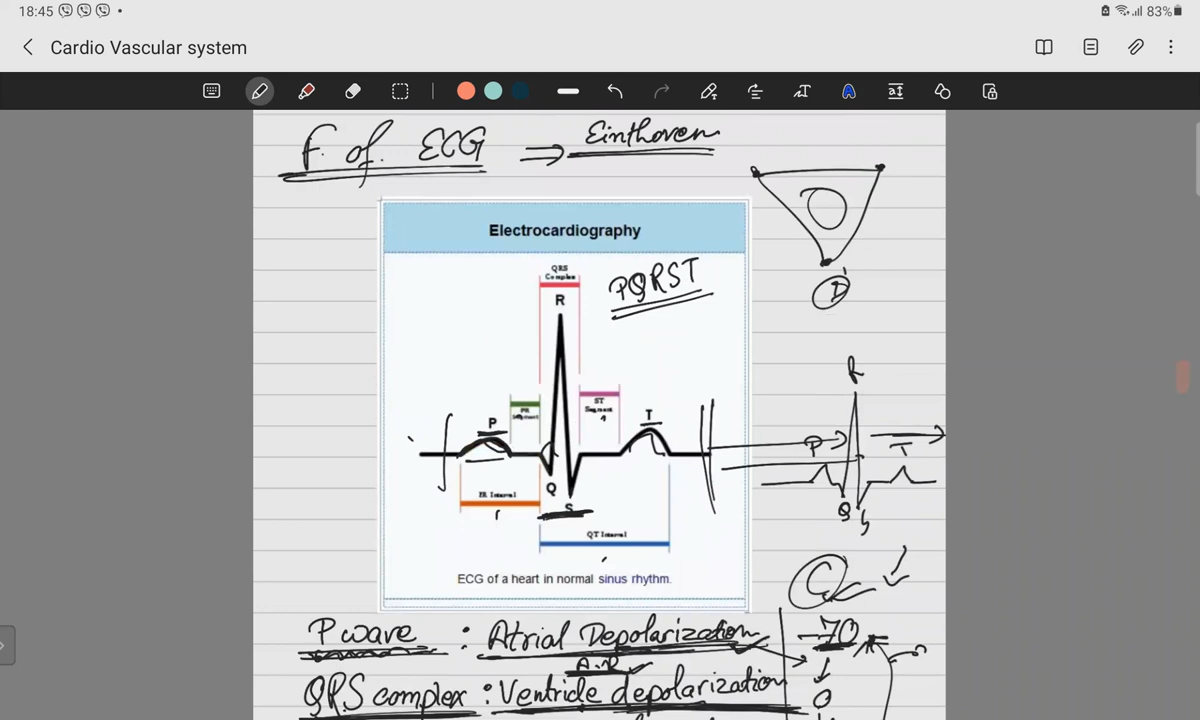 18:45
83%
Cardio Vascular system
F. of. ECG ⇒ Einthoven
Electrocardiography
QRS
Complex
PQRST
R
PR
Segment
ST
Segment
P
T
Q
S
PR Interval
QT Interval
ECG of a heart in normal sinus rhythm.
R
P
T
Q
S
P wave : Atrial Depolarization
-70
QRS complex : Ventricle depolarization
0